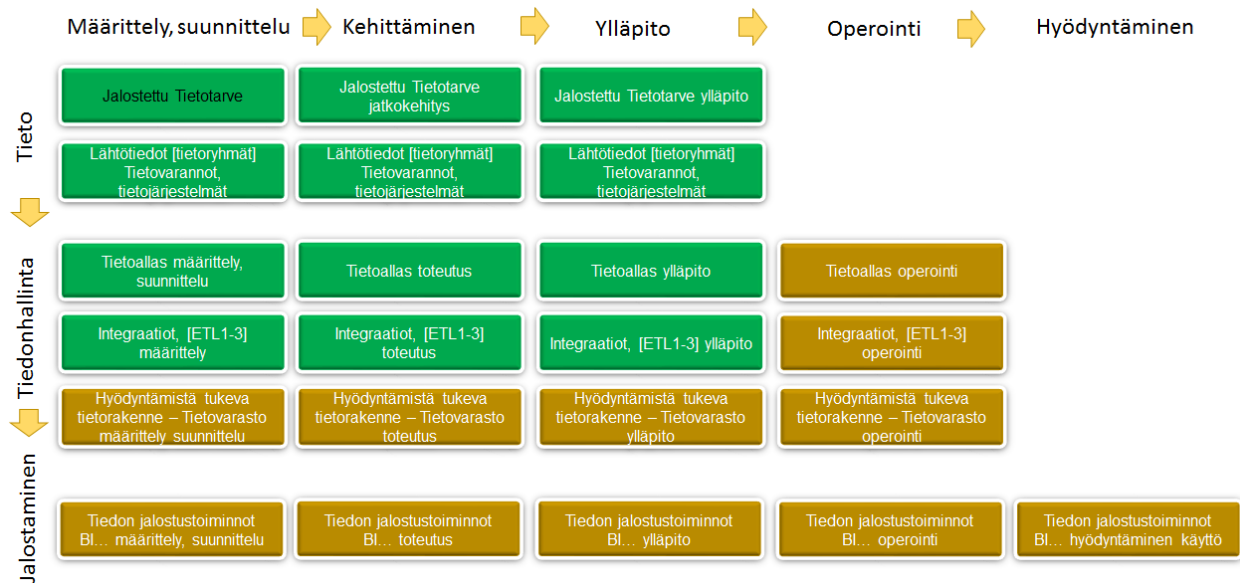 Määrittely, suunnittelu
Kehittäminen
Ylläpito
Operointi
Hyödyntäminen
Tieto
Jalostettu Tietotarve
Jalostettu Tietotarve
jatkokehitys
Jalostettu Tietotarve ylläpito
Lähtötiedot [tietoryhmät]
Tietovarannot,
tietojärjestelmät
Lähtötiedot [tietoryhmät]
Tietovarannot,
tietojärjestelmät
Lähtötiedot [tietoryhmät]
Tietovarannot,
tietojärjestelmät
Tiedonhallinta
Tietoallas määrittely,
suunnittelu
Tietoallas toteutus
Tietoallas ylläpito
Tietoallas operointi
Integraatiot, [ETL1-3]
määrittely
Integraatiot, [ETL1-3]
toteutus
Integraatiot, [ETL1-3] ylläpito
Integraatiot, [ETL1-3]
operointi
Hyödyntämistä tukeva
tietorakenne – Tietovarasto
määrittely suunnittelu
Hyödyntämistä tukeva
tietorakenne – Tietovarasto
toteutus
Hyödyntämistä tukeva
tietorakenne – Tietovarasto
ylläpito
Hyödyntämistä tukeva
tietorakenne – Tietovarasto
operointi
Jalostaminen
Tiedon jalostustoiminnot
BI… määrittely, suunnittelu
Tiedon jalostustoiminnot
BI… toteutus
Tiedon jalostustoiminnot
BI… ylläpito
Tiedon jalostustoiminnot
BI… operointi
Tiedon jalostustoiminnot
BI… hyödyntäminen käyttö